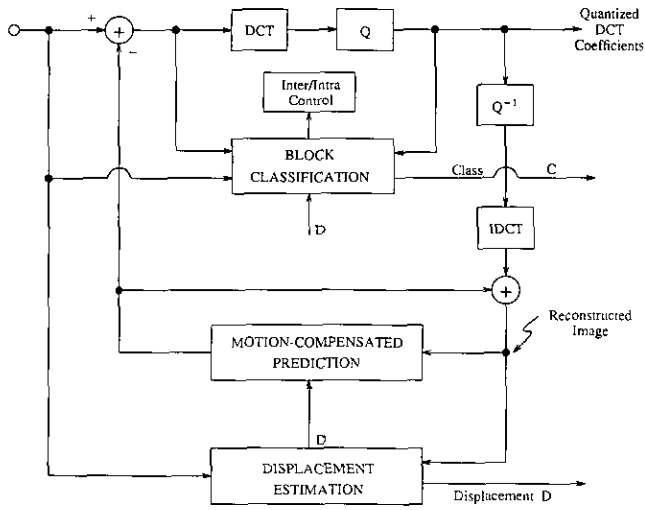 +
+
−
DCT
Q
Quantized
DCT
Coefficients
Inter/Intra
Control
Q⁻¹
BLOCK
CLASSIFICATION
Class
C
D
IDCT
+
Reconstructed
Image
MOTION-COMPENSATED
PREDICTION
D
DISPLACEMENT
ESTIMATION
Displacement D